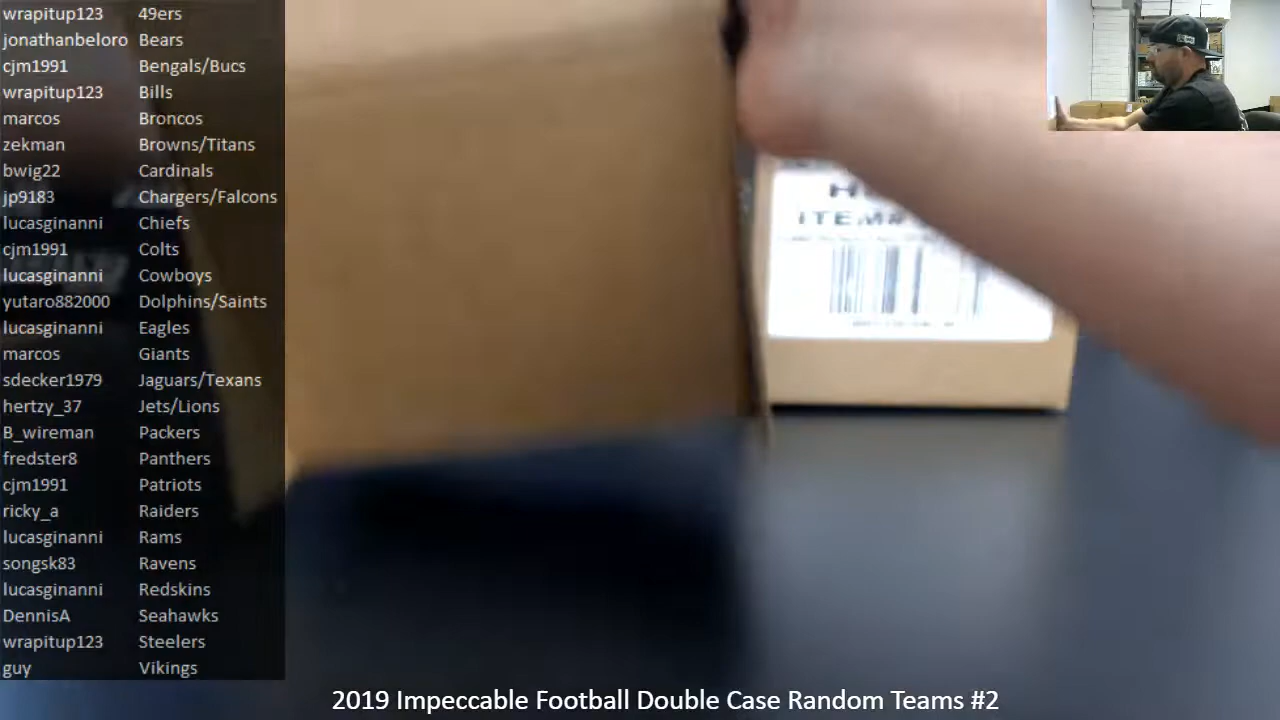 wrapitup123 49ers
jonathanbeloro Bears
cjm1991 Bengals/Bucs
wrapitup123 Bills
marcos Broncos
zekman Browns/Titans
bwig22 Cardinals
jp9183 Chargers/Falcons
lucasginanni Chiefs
cjm1991 Colts
lucasginanni Cowboys
yutaro882000 Dolphins/Saints
lucasginanni Eagles
marcos Giants
sdecker1979 Jaguars/Texans
hertzy_37 Jets/Lions
B_wireman Packers
fredster8 Panthers
cjm1991 Patriots
ricky_a Raiders
lucasginanni Rams
songsk83 Ravens
lucasginanni Redskins
DennisA Seahawks
wrapitup123 Steelers
guy Vikings
ITEM#
2019 Impeccable Football Double Case Random Teams #2